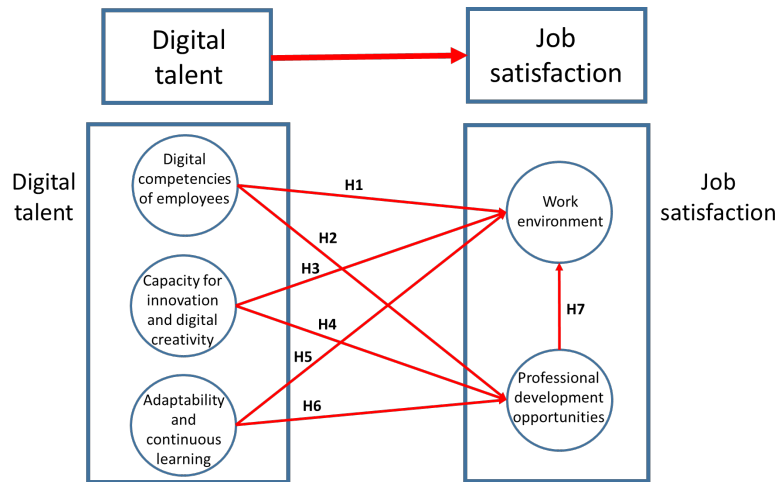 Digital
talent
Job
satisfaction
Digital
talent
Digital
competencies
of employees
Capacity for
innovation
and digital
creativity
Adaptability
and
continuous
learning
H1
H2
H3
H4
H5
H6
Work
environment
H7
Professional
development
opportunities
Job
satisfaction